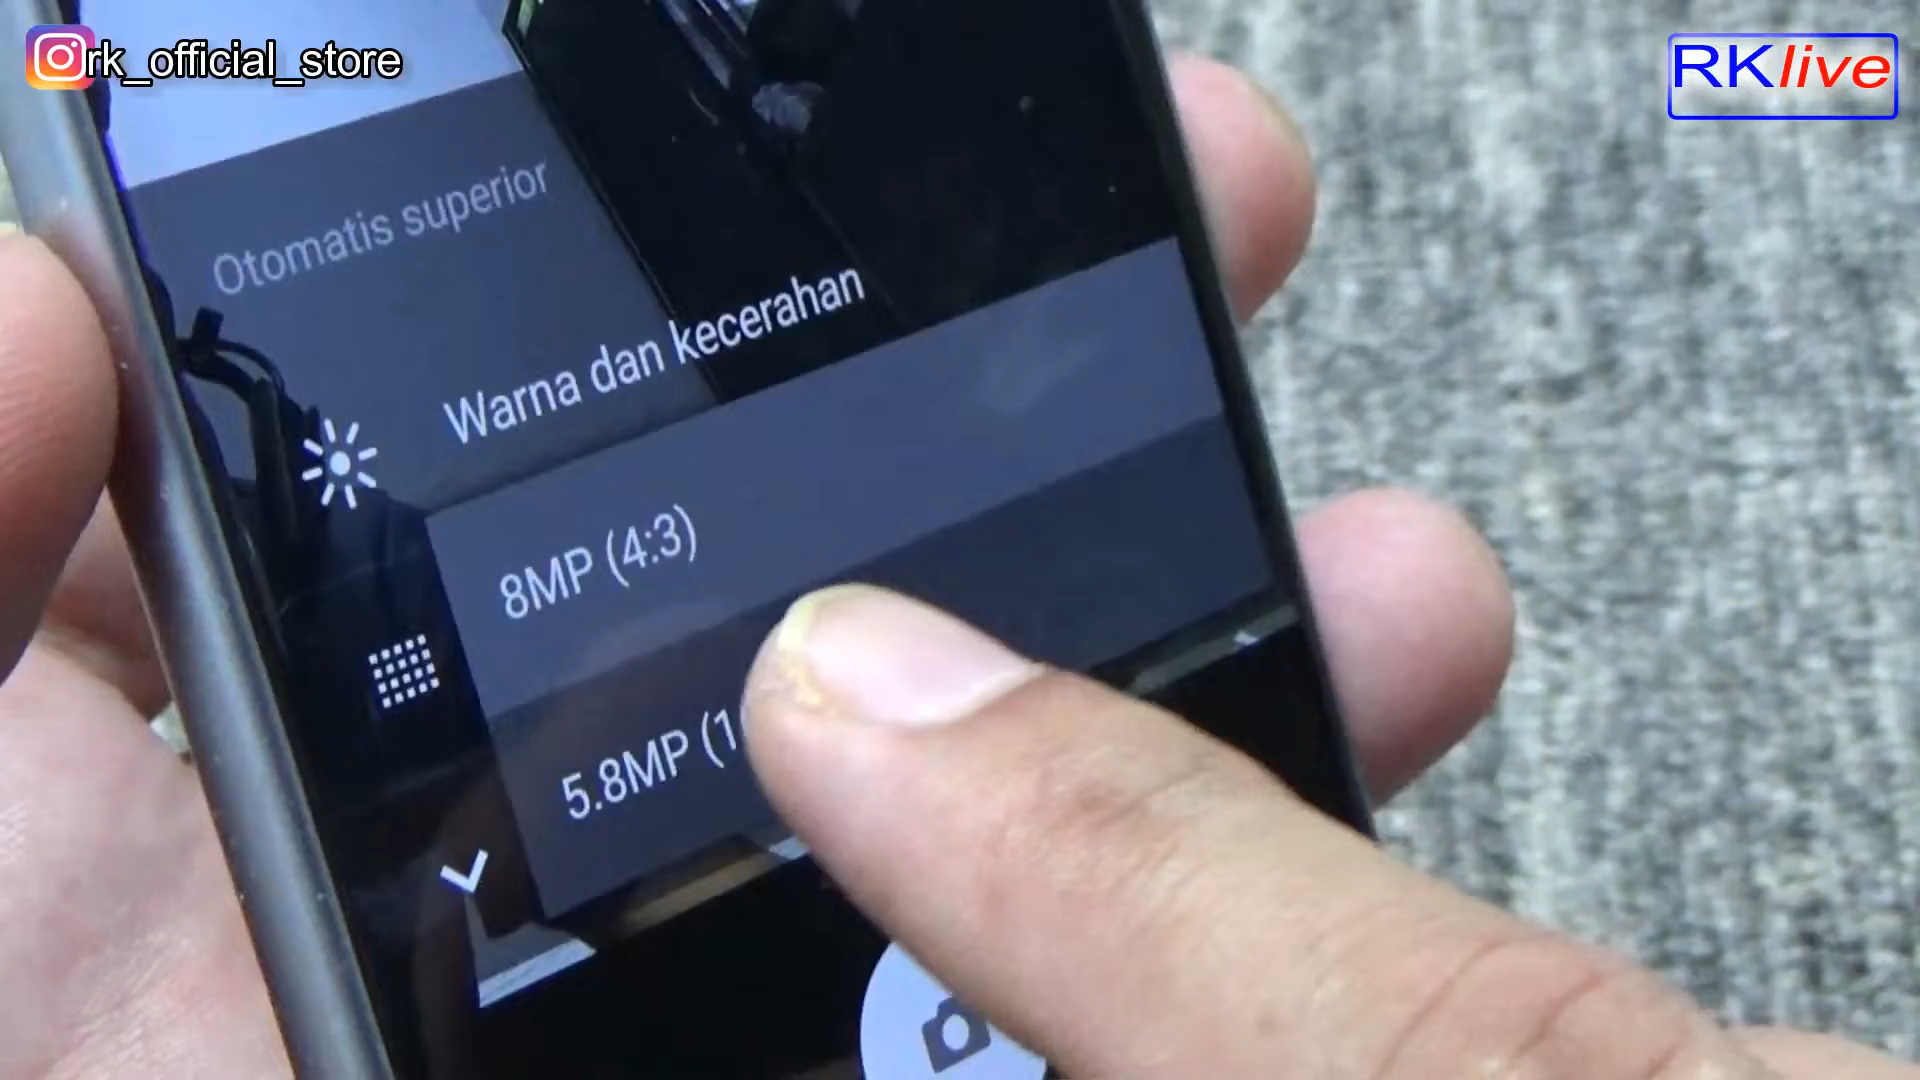 rk_official_store
RKlive
Otomatis superior
Warna dan kecerahan
8MP (4:3)
5.8MP (1